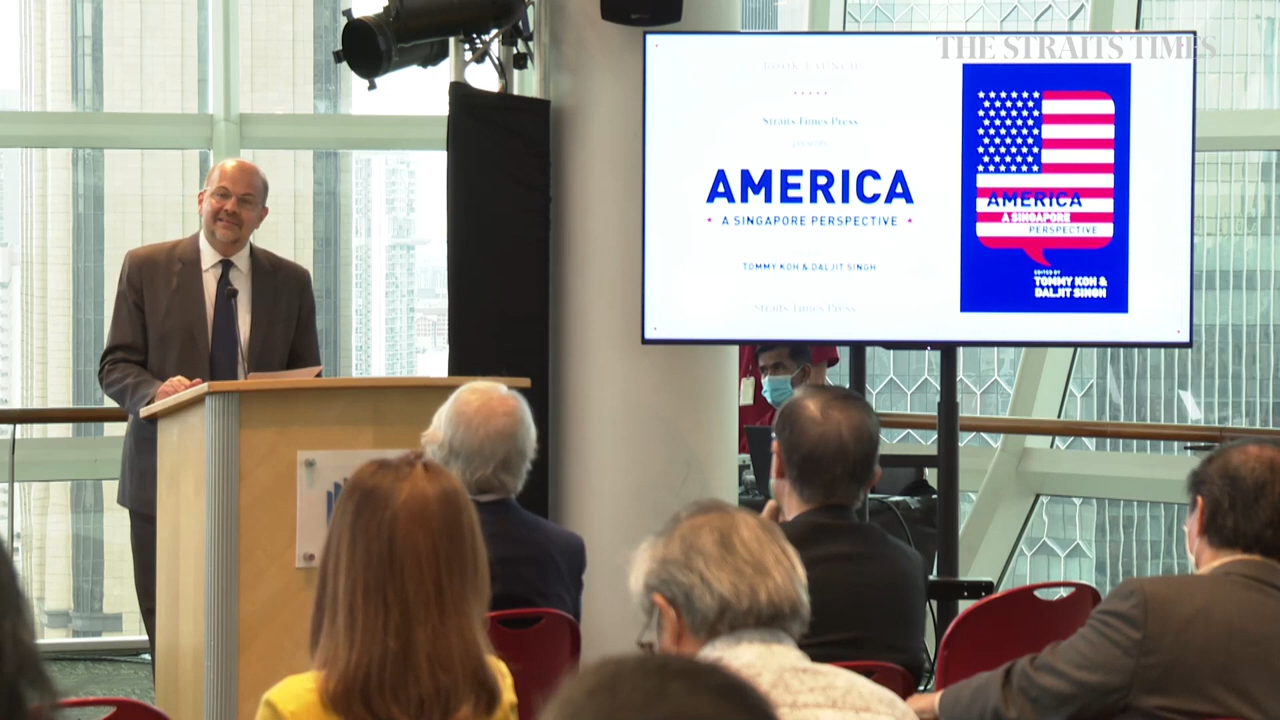 THE STRAITS TIMES
BOOK LAUNCH
Straits Times Press
presents
AMERICA
A SINGAPORE PERSPECTIVE
TOMMY KOH & DALJIT SINGH
Straits Times Press
AMERICA
A SINGAPORE
PERSPECTIVE
EDITED BY
TOMMY KOH &
DALJIT SINGH